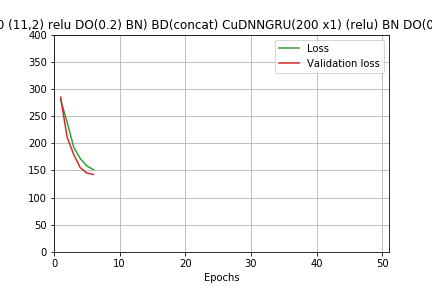 0 (11,2) relu DO(0.2) BN) BD(concat) CuDNNGRU(200 x1) (relu) BN DO(0
Loss
Validation loss
400
350
300
250
200
150
100
50
0
0 10 20 30 40 50
Epochs